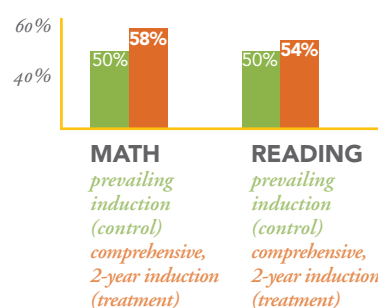 60%
40%
50%
58%
50%
54%
MATH
prevailing
induction
(control)
comprehensive,
2-year induction
(treatment)
READING
prevailing
induction
(control)
comprehensive,
2-year induction
(treatment)